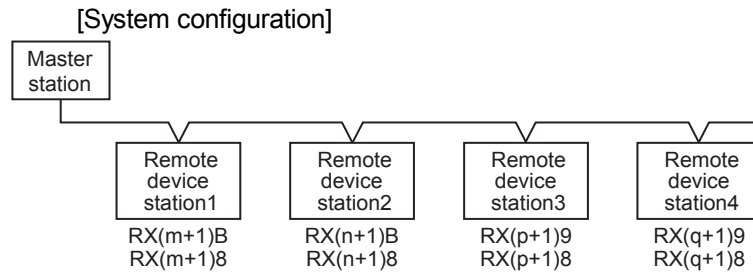 [System configuration]
Master
station
Remote
device
station1
Remote
device
station2
Remote
device
station3
Remote
device
station4
RX(m+1)B
RX(m+1)8
RX(n+1)B
RX(n+1)8
RX(p+1)9
RX(p+1)8
RX(q+1)9
RX(q+1)8